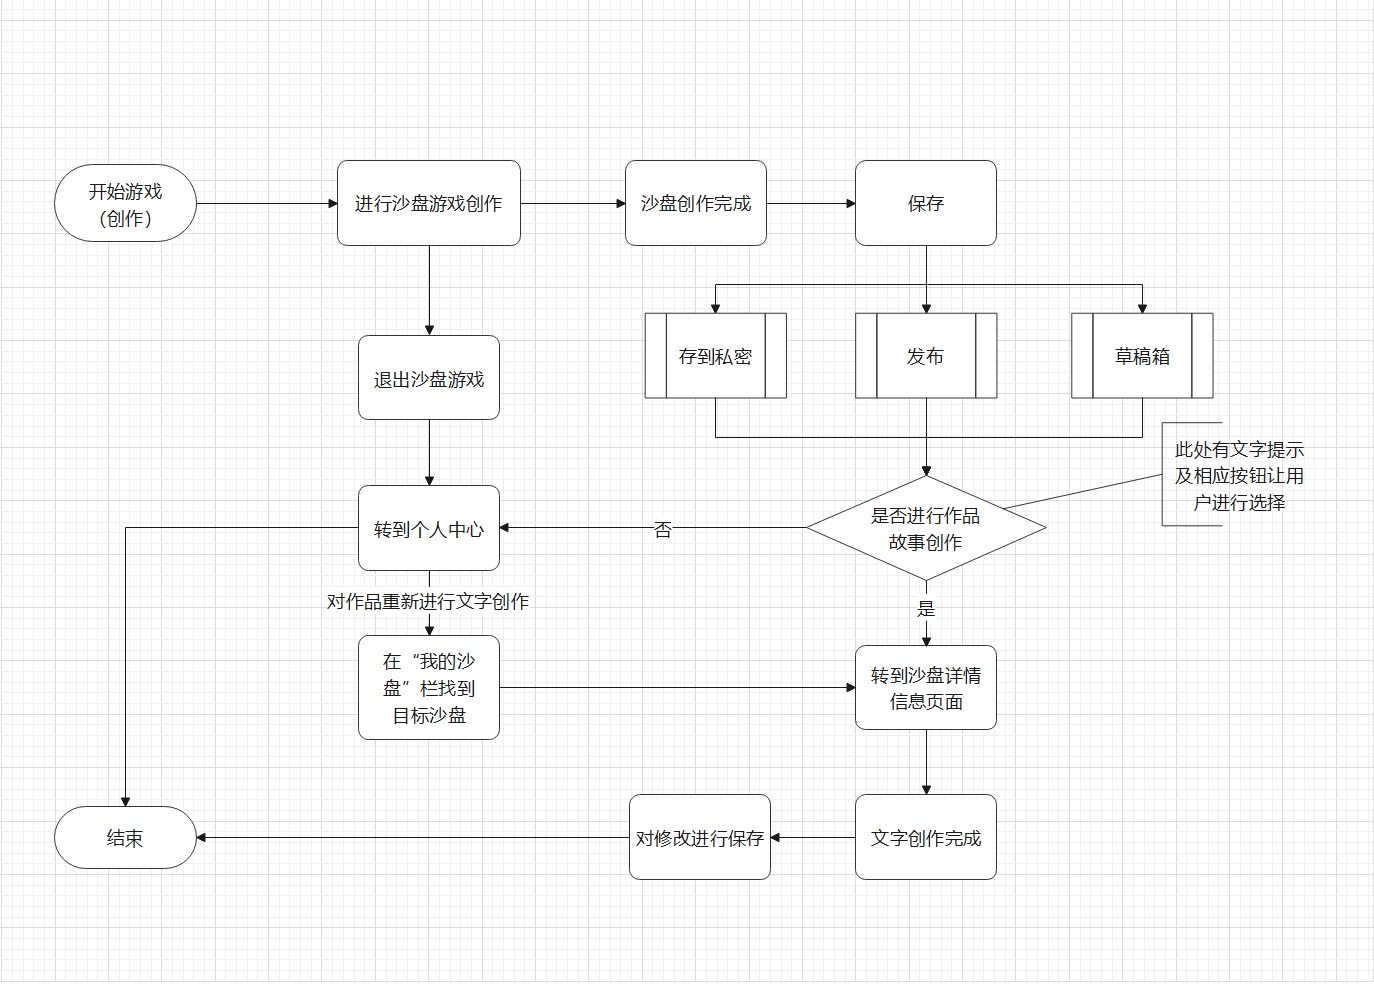 开始游戏
（创作）
进行沙盘游戏创作
沙盘创作完成
保存
存到私密
发布
草稿箱
退出沙盘游戏
此处有文字提示
及相应按钮让用
户进行选择
是否进行作品
故事创作
否
转到个人中心
对作品重新进行文字创作
是
在“我的沙
盘”栏找到
目标沙盘
转到沙盘详情
信息页面
结束
对修改进行保存
文字创作完成